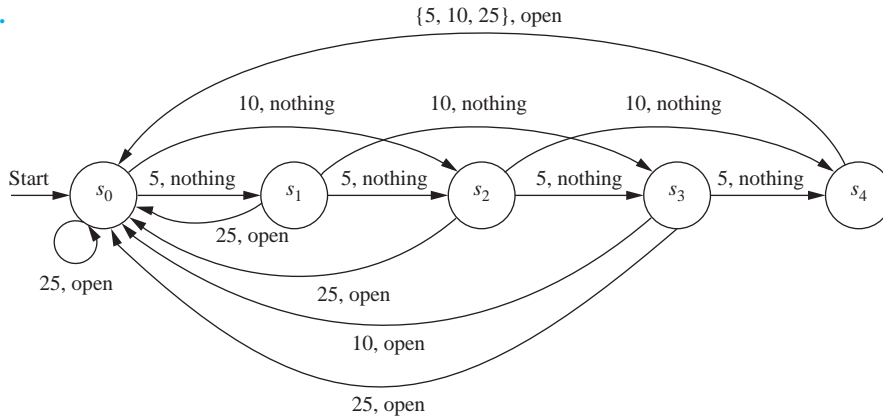 {5, 10, 25}, open
10, nothing
10, nothing
10, nothing
Start
s0
5, nothing
s1
5, nothing
s2
5, nothing
s3
5, nothing
s4
25, open
25, open
25, open
10, open
25, open